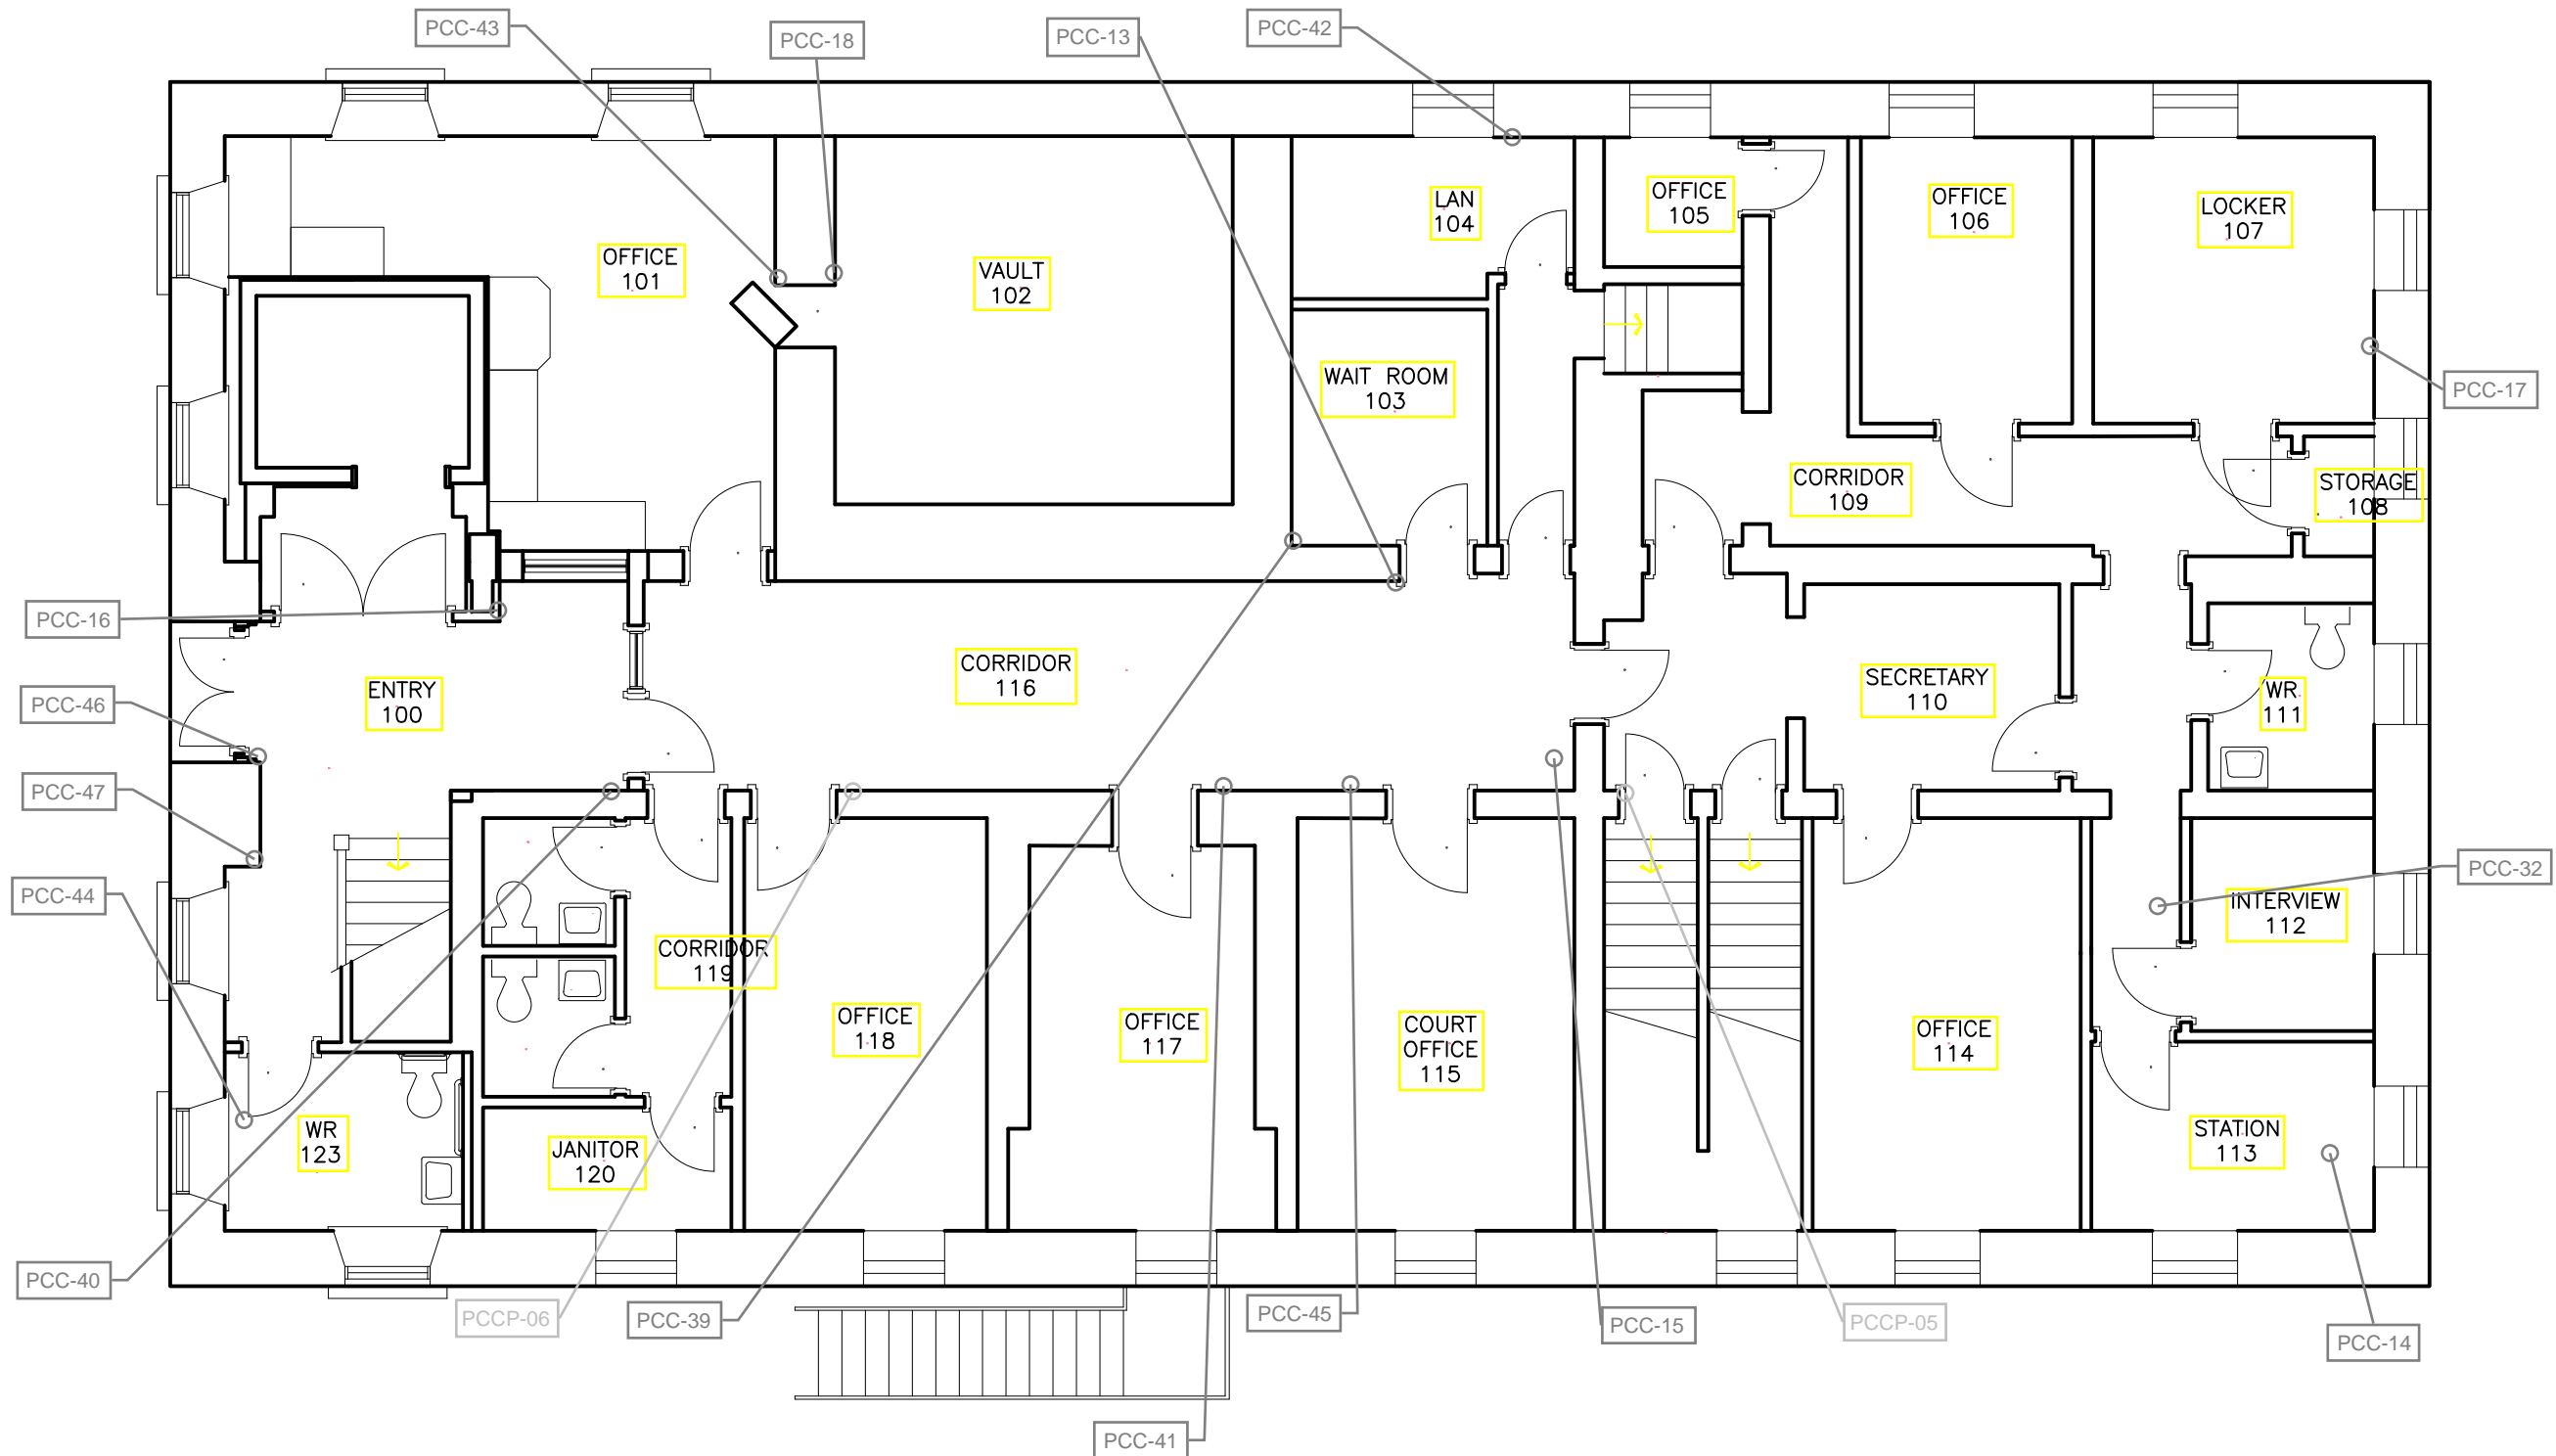 PCC-43
PCC-18
PCC-13
PCC-42
OFFICE
101
VAULT
102
LAN
104
OFFICE
105
OFFICE
106
LOCKER
107
WAIT ROOM
103
PCC-17
CORRIDOR
109
STORAGE
108
PCC-16
ENTRY
100
CORRIDOR
116
SECRETARY
110
WR
111
PCC-46
PCC-47
PCC-44
PCC-32
INTERVIEW
112
CORRIDOR
119
OFFICE
118
OFFICE
117
COURT
OFFICE
115
OFFICE
114
STATION
113
WR
123
JANITOR
120
PCC-40
PCCP-06
PCC-39
PCC-45
PCC-15
PCCP-05
PCC-14
PCC-41